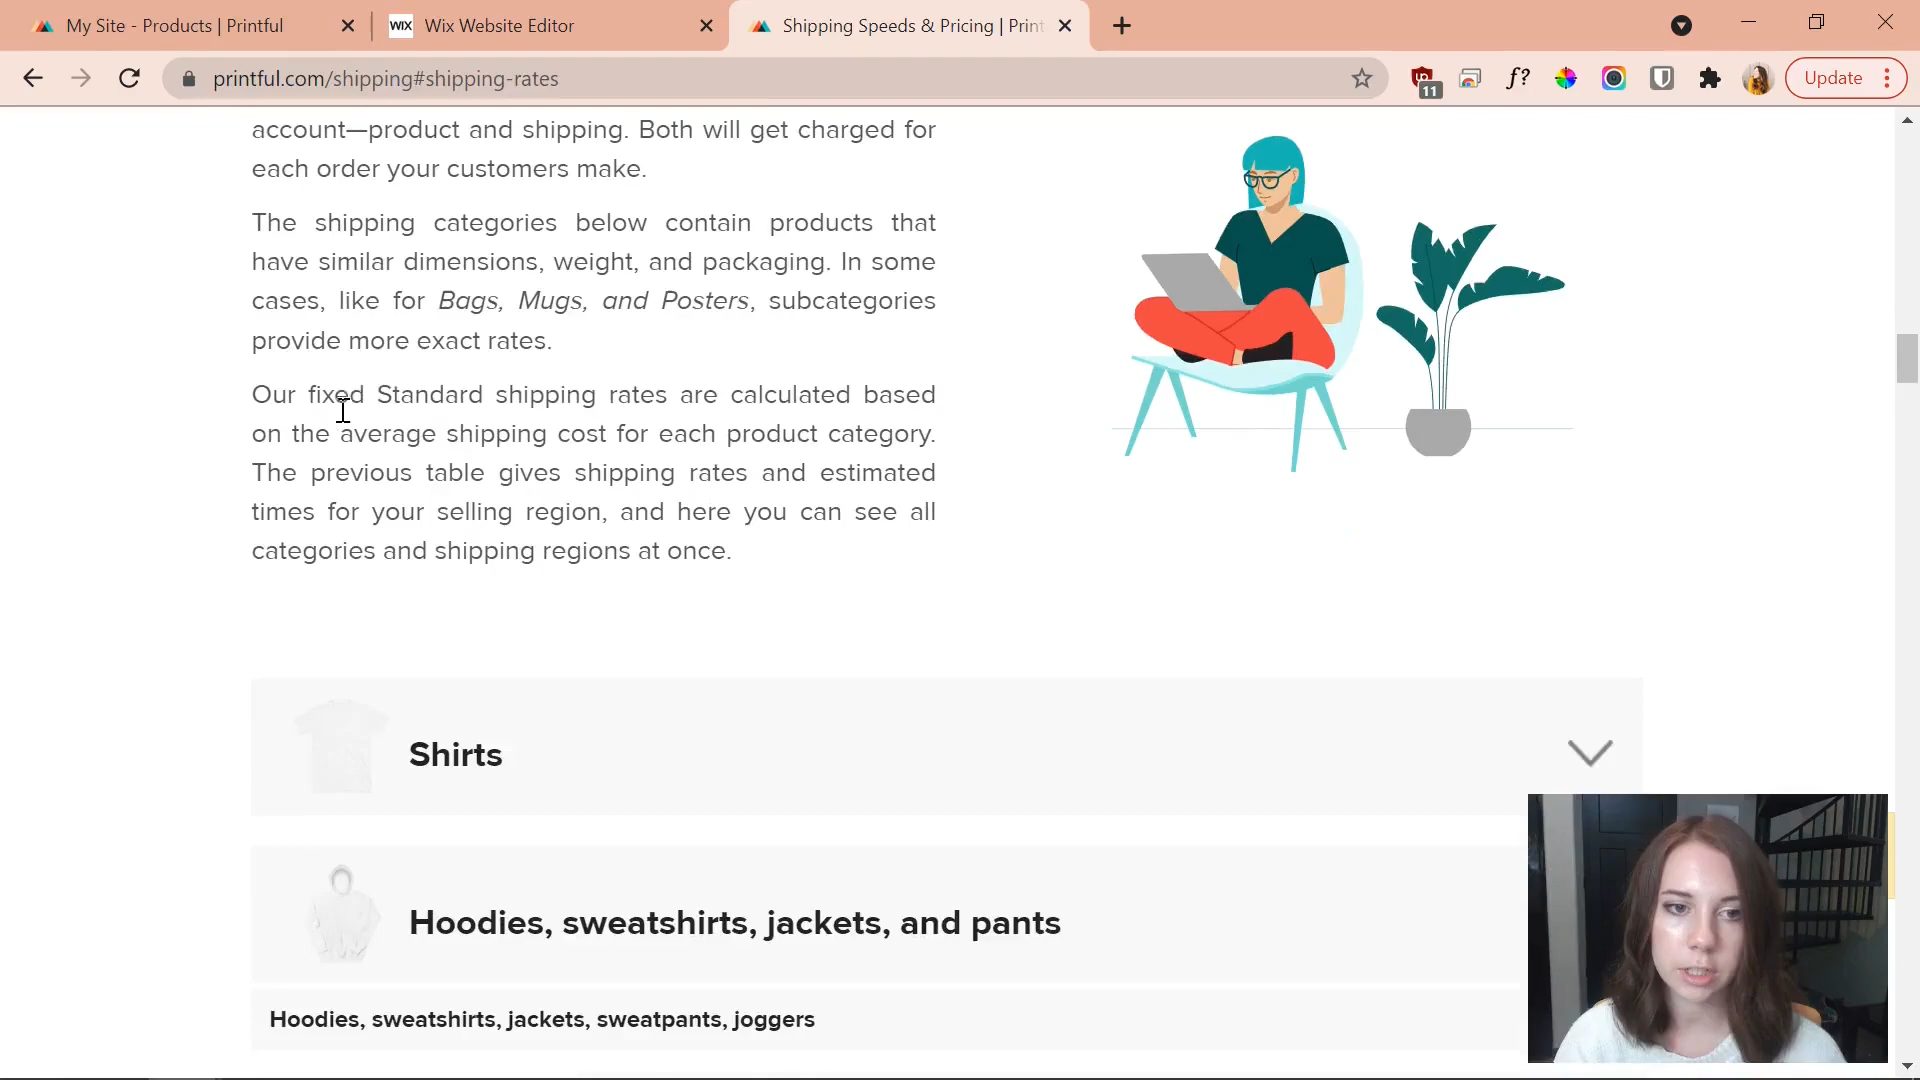 My Site - Products | Printful
WIX Wix Website Editor
Shipping Speeds & Pricing | Print
printful.com/shipping#shipping-rates
11
f?
Update
account—product and shipping. Both will get charged for
each order your customers make.
The shipping categories below contain products that
have similar dimensions, weight, and packaging. In some
cases, like for Bags, Mugs, and Posters, subcategories
provide more exact rates.
Our fixed Standard shipping rates are calculated based
on the average shipping cost for each product category.
The previous table gives shipping rates and estimated
times for your selling region, and here you can see all
categories and shipping regions at once.
Shirts
Hoodies, sweatshirts, jackets, and pants
Hoodies, sweatshirts, jackets, sweatpants, joggers